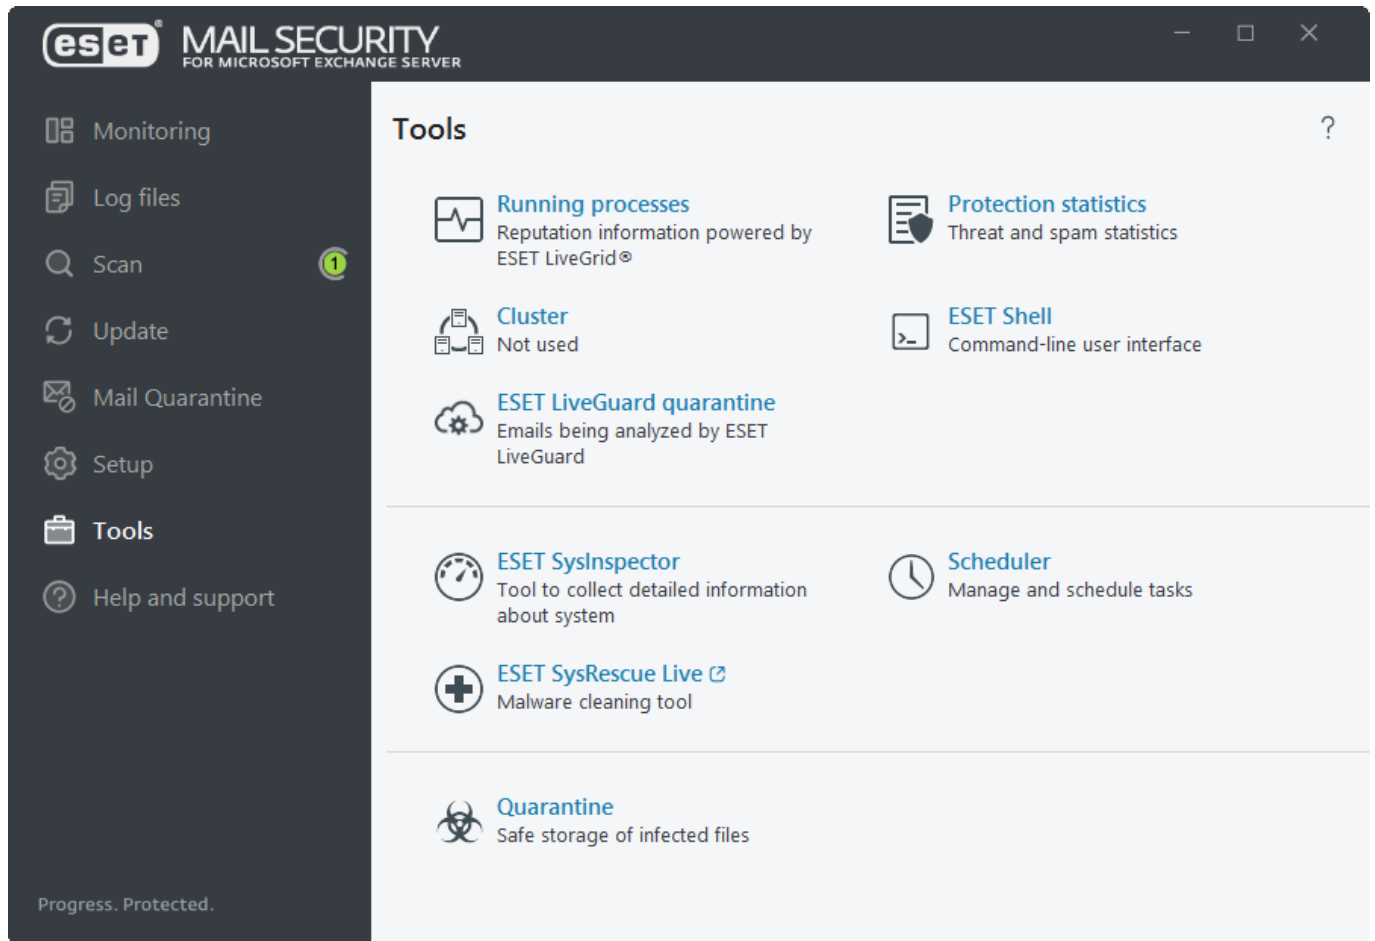 eset® MAIL SECURITY
FOR MICROSOFT EXCHANGE SERVER
Monitoring
Log files
Scan
1
Update
Mail Quarantine
Setup
Tools
Help and support
Progress. Protected.
Tools
?
Running processes
Reputation information powered by
ESET LiveGrid®
Protection statistics
Threat and spam statistics
Cluster
Not used
ESET Shell
Command-line user interface
ESET LiveGuard quarantine
Emails being analyzed by ESET
LiveGuard
ESET SysInspector
Tool to collect detailed information
about system
Scheduler
Manage and schedule tasks
ESET SysRescue Live
Malware cleaning tool
Quarantine
Safe storage of infected files